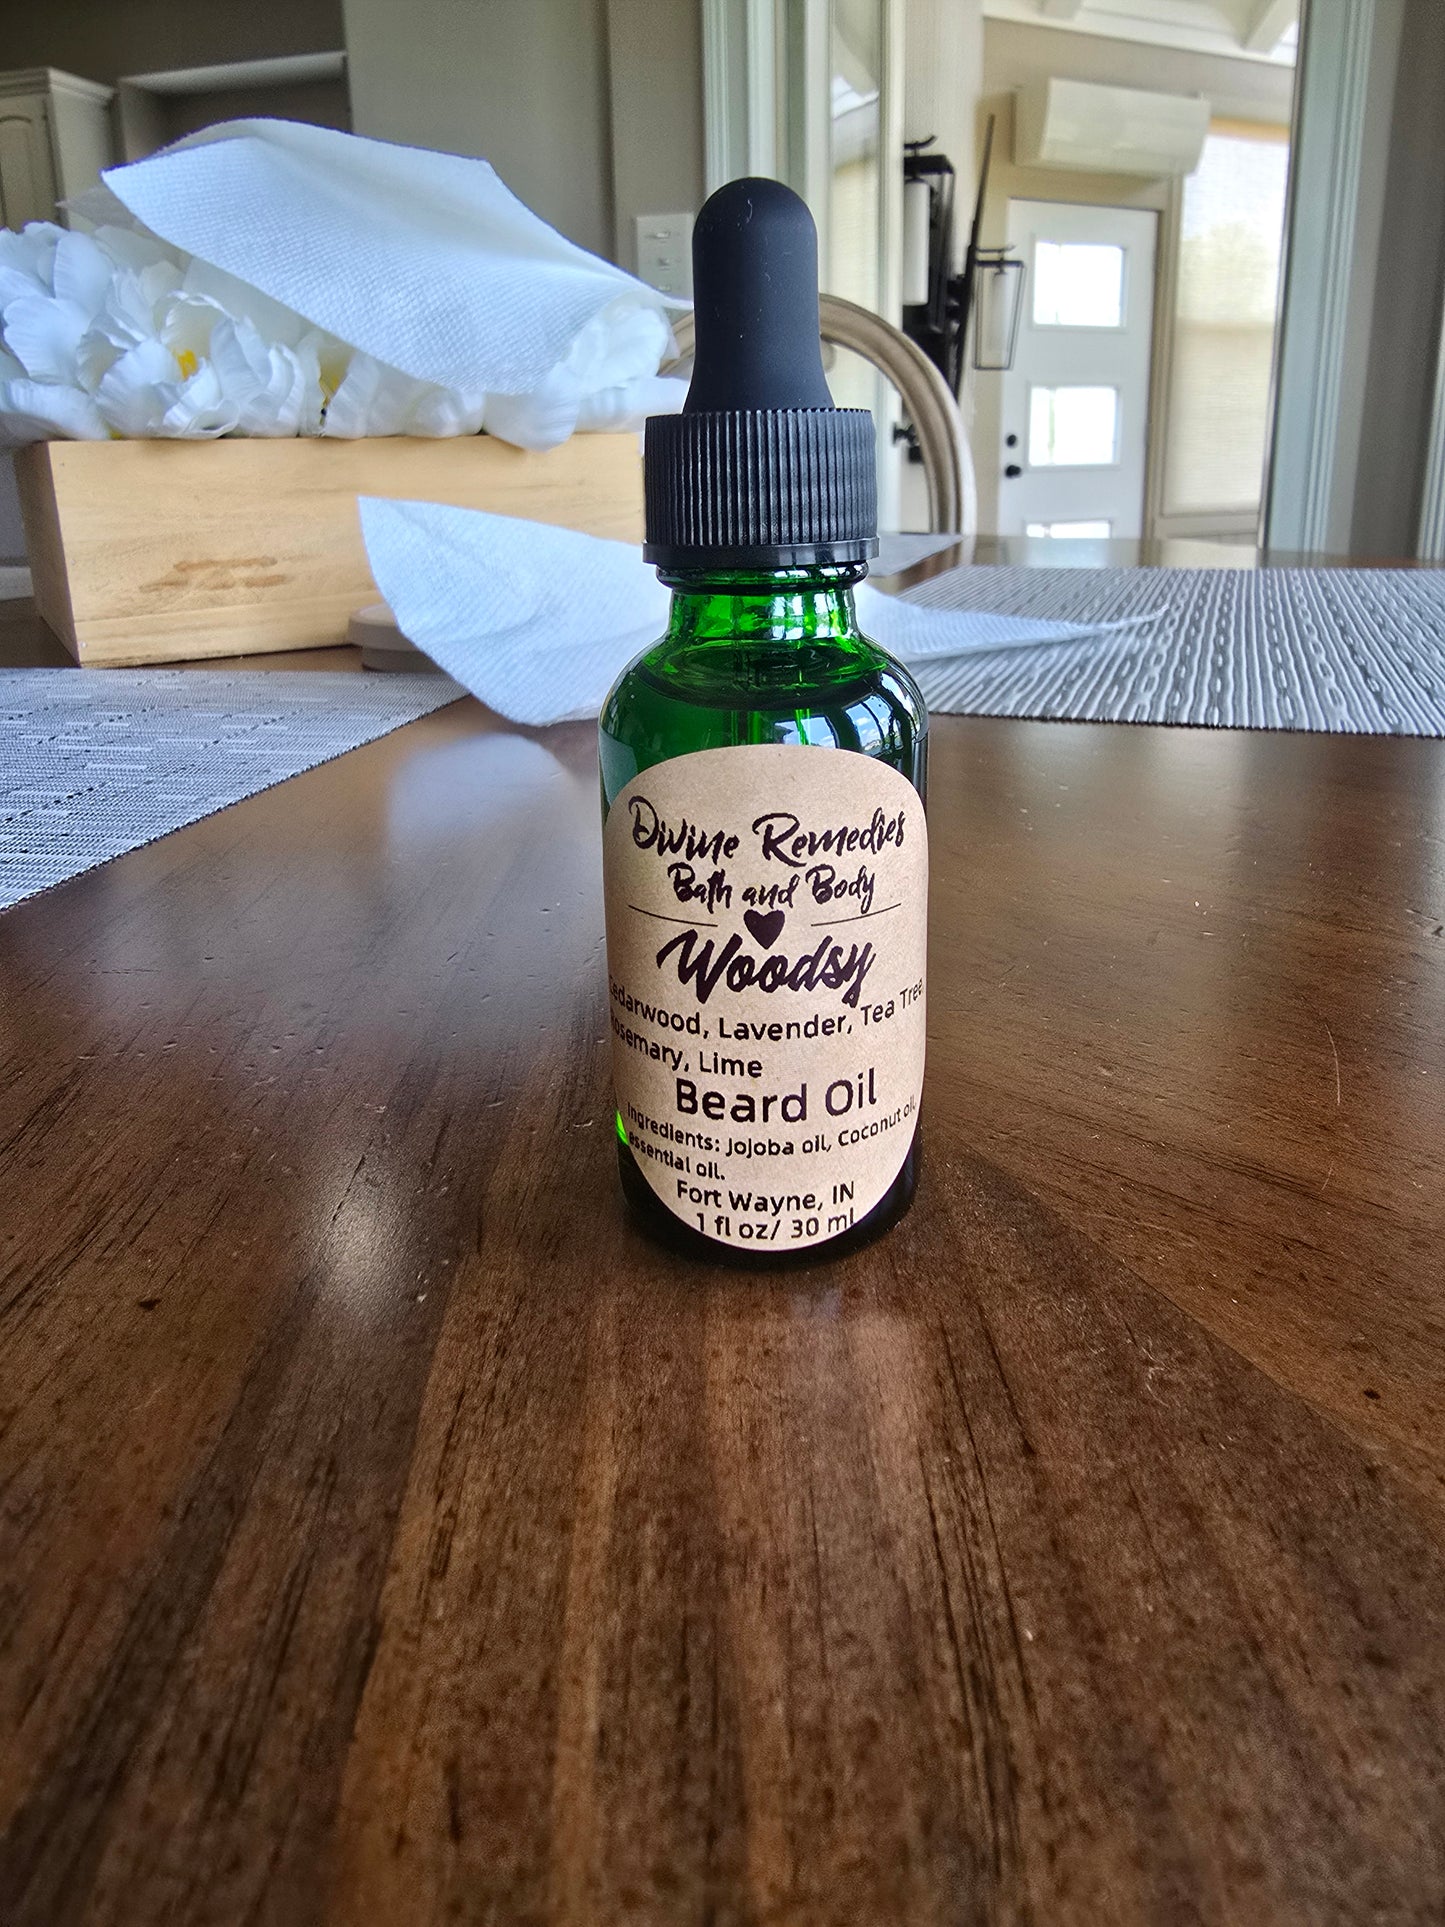 Divine Remedies
Bath and Body
Woodsy
Cedarwood, Lavender, Tea Tree
Rosemary, Lime
Beard Oil
Ingredients: Jojoba oil, Coconut oil,
essential oil.
Fort Wayne, IN
1 fl oz/ 30 ml